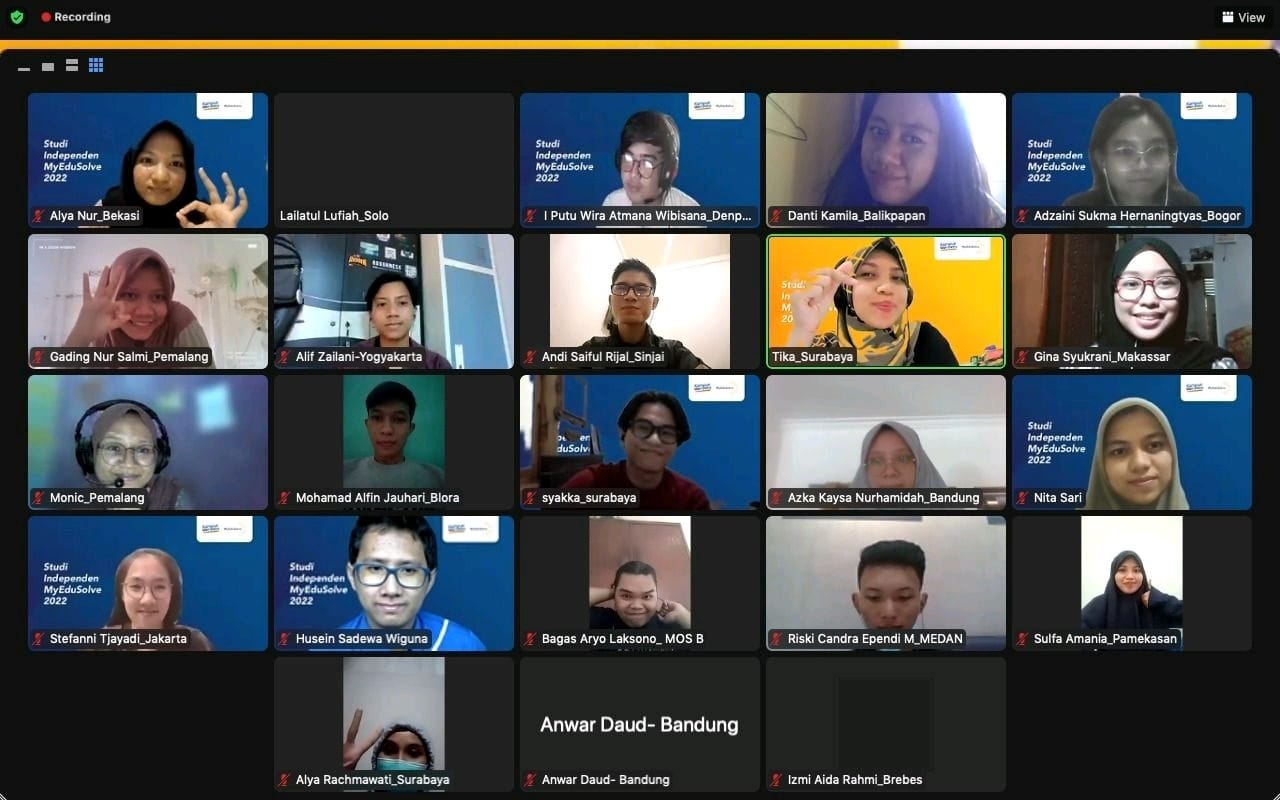 Recording
View
Studi
Independen
MyEduSolve
2022
Alya Nur_Bekasi
Lailatul Lufiah_Solo
Studi
Independen
MyEduSolve
2022
I Putu Wira Atmana Wibisana_Denp...
Danti Kamila_Balikpapan
Studi
Independen
MyEduSolve
2022
Adzaini Sukma Hernaningtyas_Bogor
Gading Nur Salmi_Pemalang
Alif Zailani-Yogyakarta
Andi Saiful Rijal_Sinjai
Tika_Surabaya
Gina Syukrani_Makassar
Monic_Pemalang
Mohamad Alfin Jauhari_Blora
syakka_surabaya
Azka Kaysa Nurhamidah_Bandung
Studi
Independen
MyEduSolve
2022
Nita Sari
Studi
Independen
MyEduSolve
2022
Stefanni Tjayadi_Jakarta
Studi
Independen
MyEduSolve
2022
Husein Sadewa Wiguna
Bagas Aryo Laksono_ MOS B
Riski Candra Ependi M_MEDAN
Sulfa Amania_Pamekasan
Alya Rachmawati_Surabaya
Anwar Daud- Bandung
Anwar Daud- Bandung
Izmi Aida Rahmi_Brebes